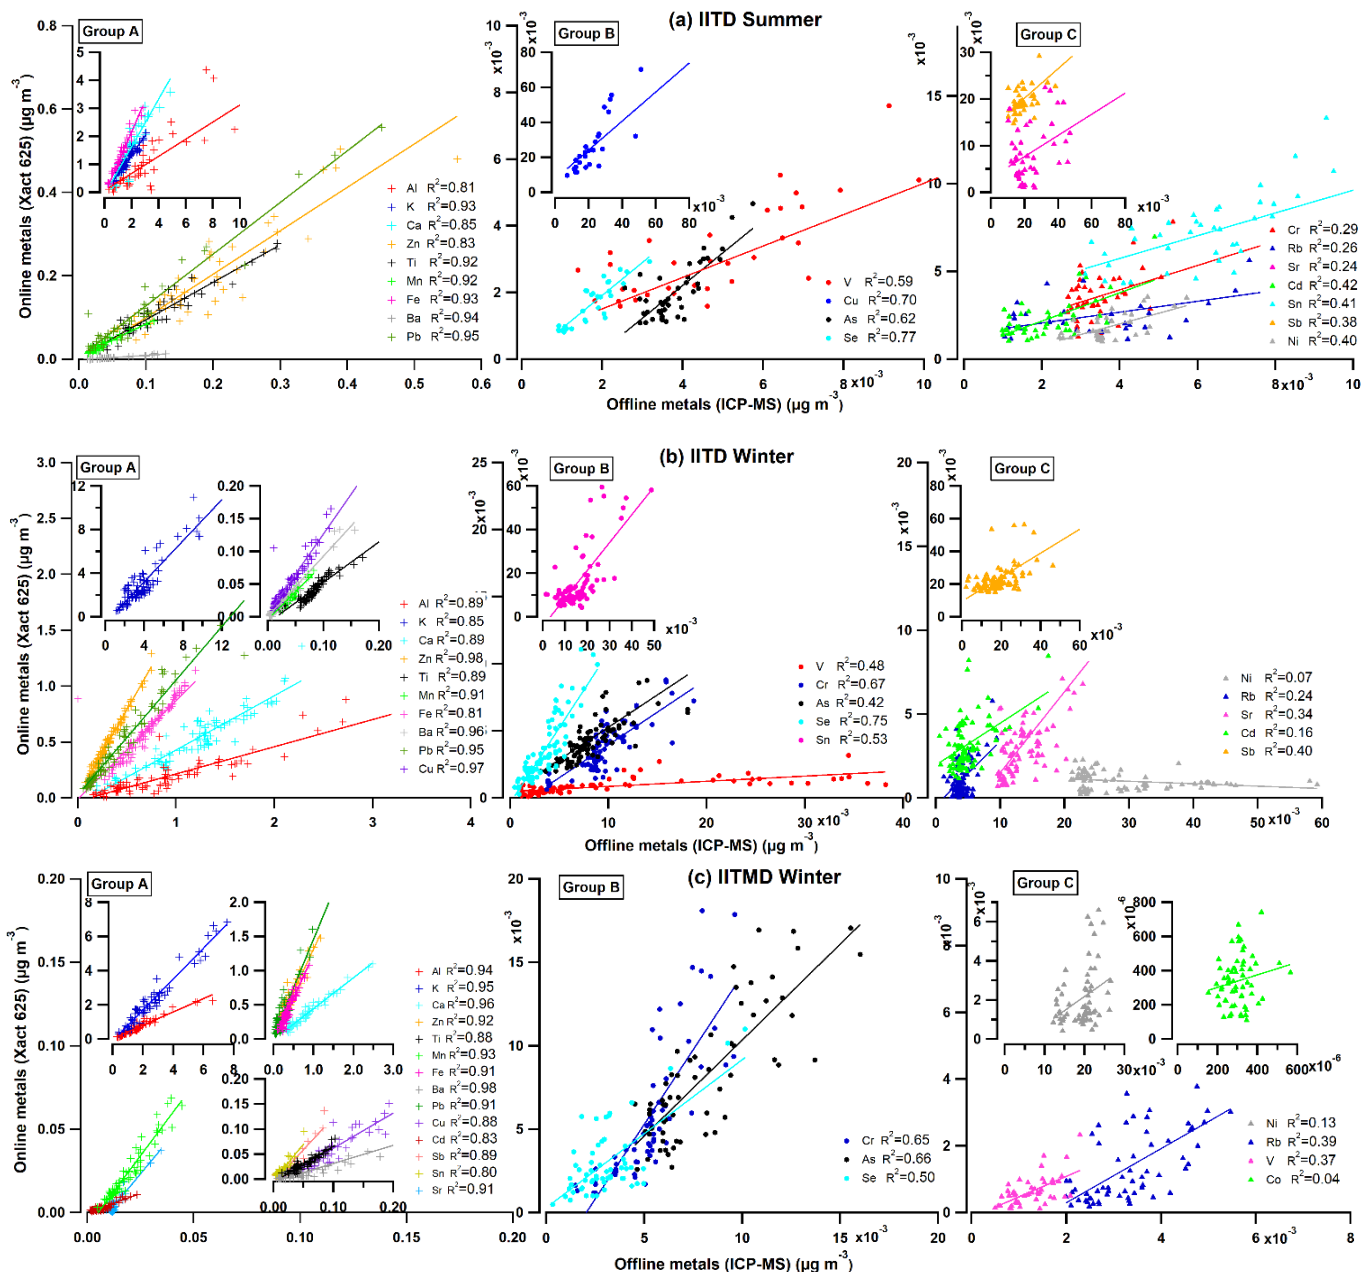 (a) IITD Summer
Group A
Group B
Group C
Online metals (Xact 625) (µg m-3)
Al R2=0.81
K R2=0.93
Ca R2=0.85
Zn R2=0.83
Ti R2=0.92
Mn R2=0.92
Fe R2=0.93
Ba R2=0.94
Pb R2=0.95
V R2=0.59
Cu R2=0.70
As R2=0.62
Se R2=0.77
Cr R2=0.29
Rb R2=0.26
Sr R2=0.24
Cd R2=0.42
Sn R2=0.41
Sb R2=0.38
Ni R2=0.40
Offline metals (ICP-MS) (µg m-3)
(b) IITD Winter
Group A
Group B
Group C
Online metals (Xact 625) (µg m-3)
Al R2=0.89
K R2=0.85
Ca R2=0.89
Zn R2=0.98
Ti R2=0.89
Mn R2=0.91
Fe R2=0.81
Ba R2=0.96
Pb R2=0.95
Cu R2=0.97
V R2=0.48
Cr R2=0.67
As R2=0.42
Se R2=0.75
Sn R2=0.53
Ni R2=0.07
Rb R2=0.24
Sr R2=0.34
Cd R2=0.16
Sb R2=0.40
Offline metals (ICP-MS) (µg m-3)
(c) IITMD Winter
Group A
Group B
Group C
Online metals (Xact 625) (µg m-3)
Al R2=0.94
K R2=0.95
Ca R2=0.96
Zn R2=0.92
Ti R2=0.88
Mn R2=0.93
Fe R2=0.91
Ba R2=0.98
Pb R2=0.91
Cu R2=0.88
Cd R2=0.83
Sb R2=0.89
Sn R2=0.80
Sr R2=0.91
Cr R2=0.65
As R2=0.66
Se R2=0.50
Ni R2=0.13
Rb R2=0.39
V R2=0.37
Co R2=0.04
Offline metals (ICP-MS) (µg m-3)